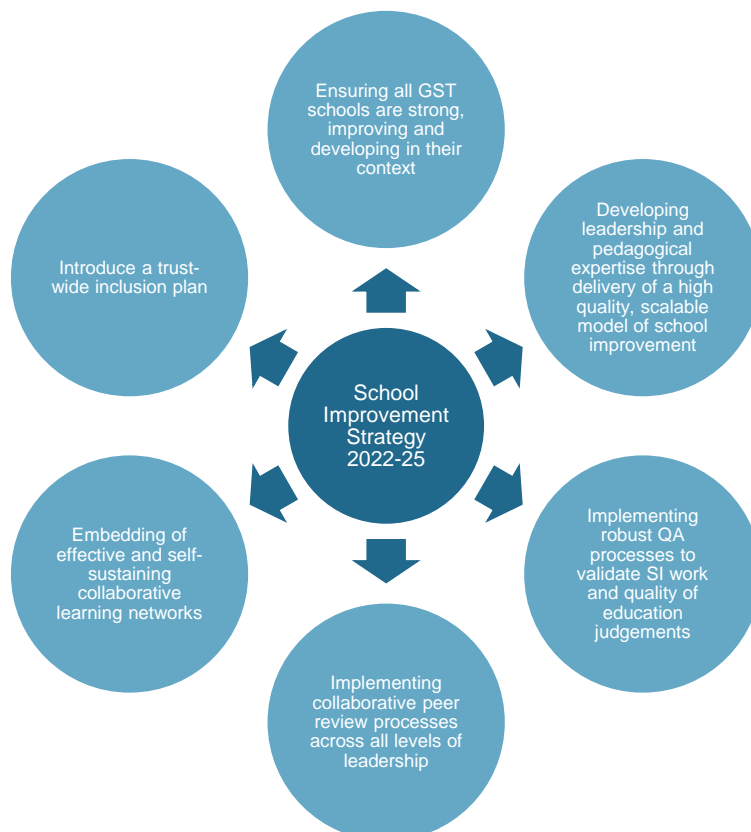 Ensuring all GST
schools are strong,
improving and
developing in their
context
Developing
leadership and
pedagogical
expertise through
delivery of a high
quality, scalable
model of school
improvement
Implementing
robust QA
processes to
validate SI work
and quality of
education
judgements
Implementing
collaborative peer
review processes
across all levels of
leadership
Embedding of
effective and self-
sustaining
collaborative
learning networks
Introduce a trust-
wide inclusion plan
School
Improvement
Strategy
2022-25